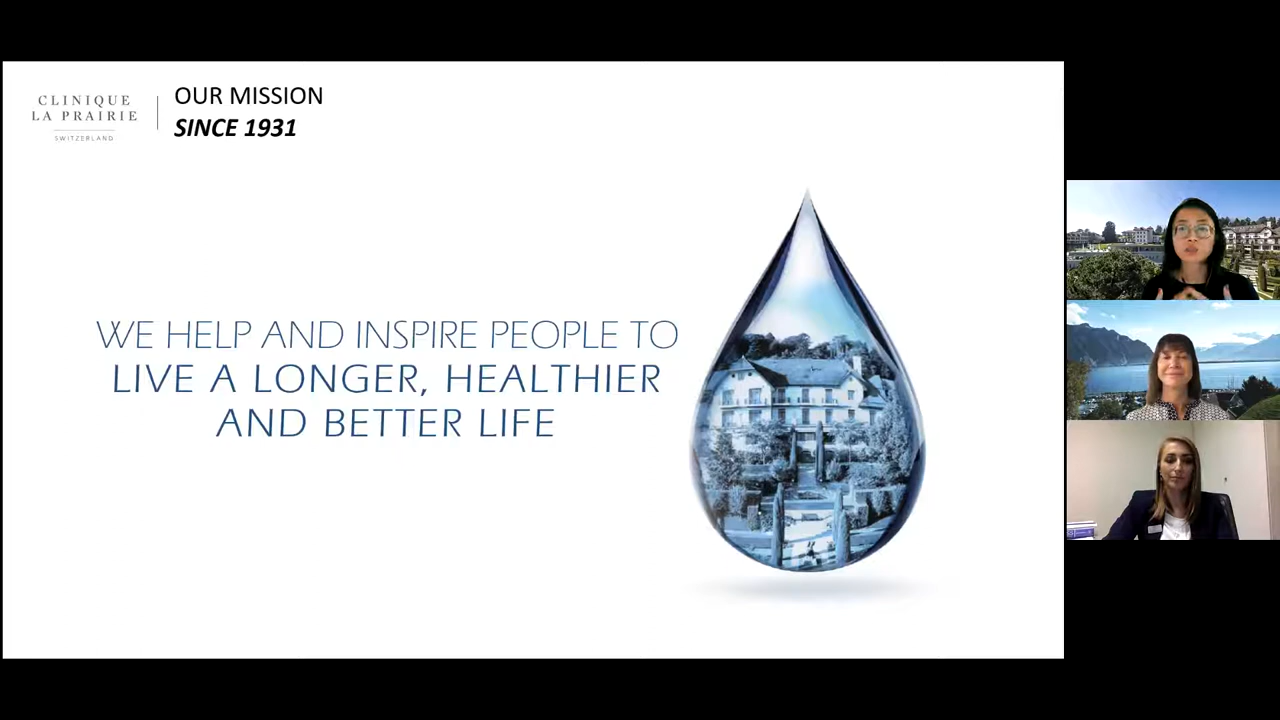 CLINIQUE
LA PRAIRIE
SWITZERLAND
OUR MISSION
SINCE 1931
WE HELP AND INSPIRE PEOPLE TO
LIVE A LONGER, HEALTHIER
AND BETTER LIFE